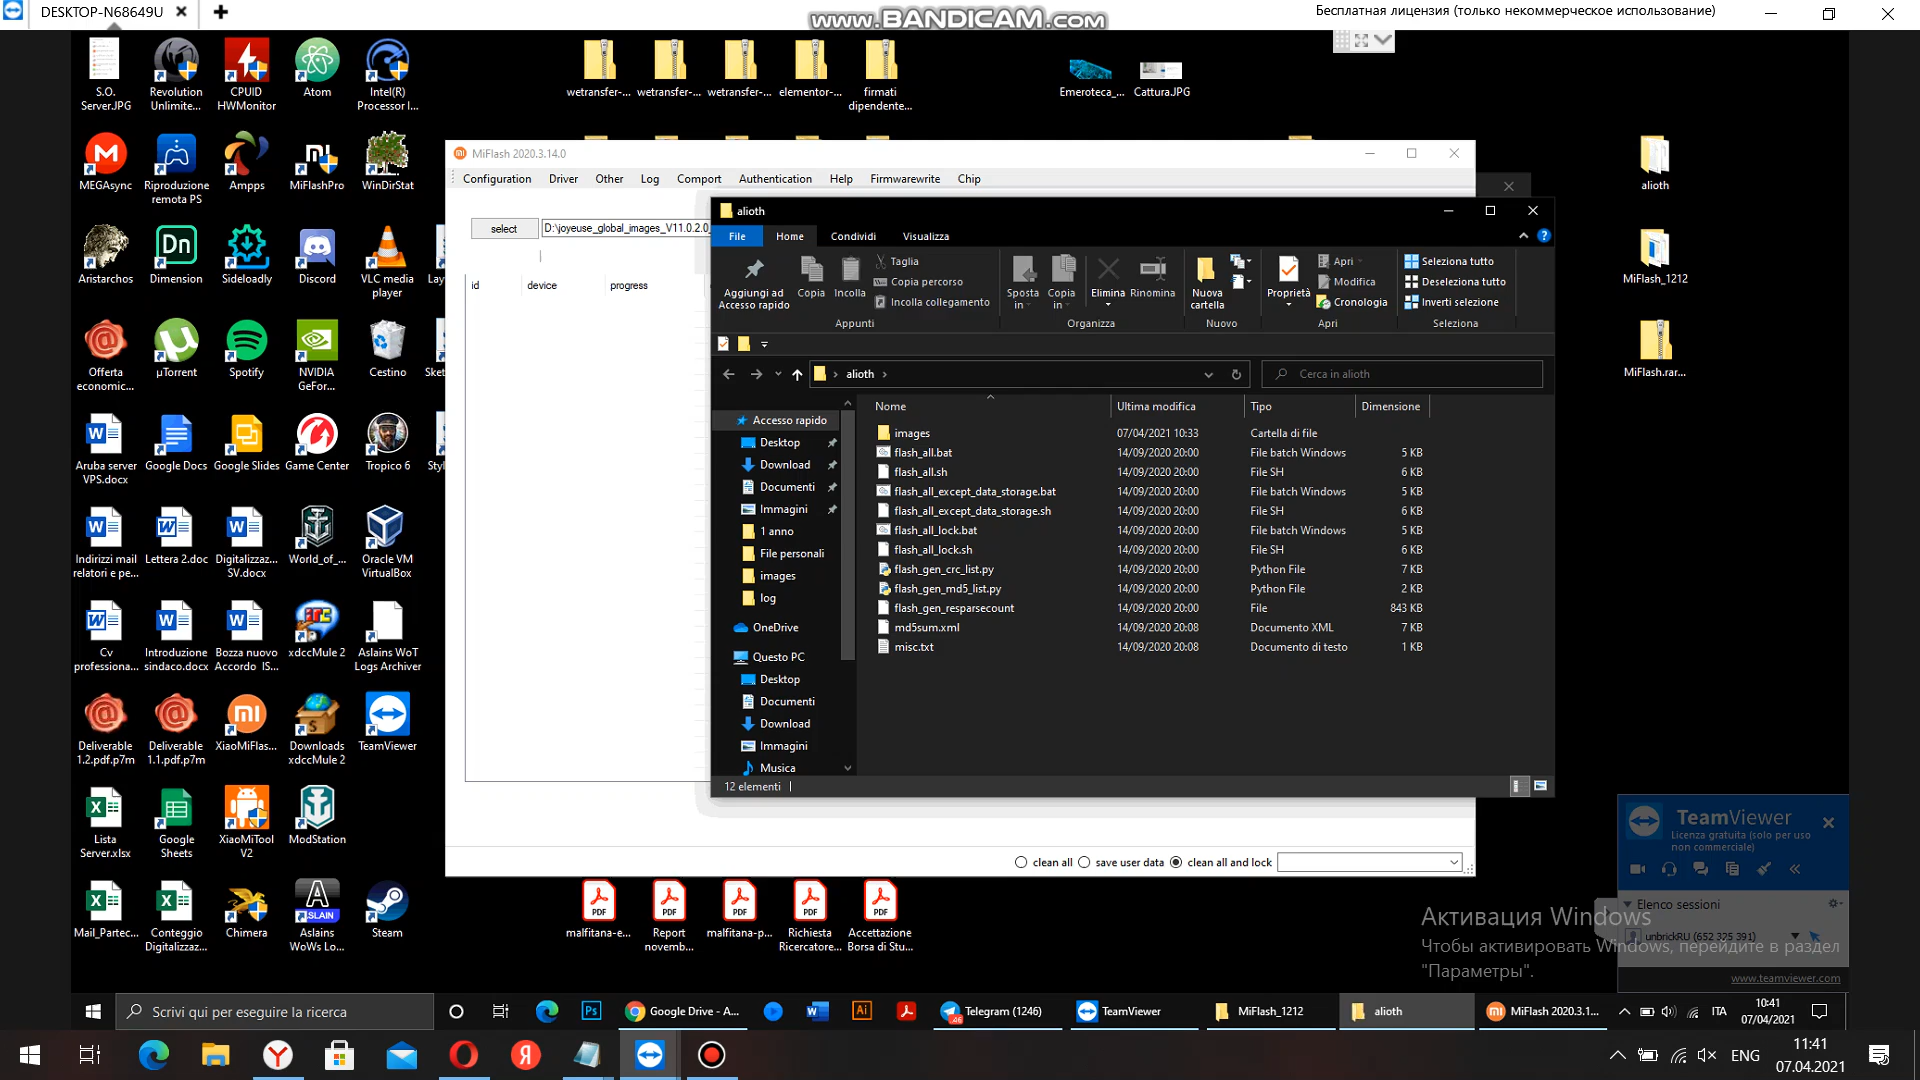 DESKTOP-N68649U
www.BANDICAM.com
Бесплатная лицензия (только некоммерческое использование)
S.O. Server.JPG
Revolution Unlimite...
CPUID HWMonitor
Atom
Intel(R) Processor I...
wetransfer-...
wetransfer-...
wetransfer-...
elementor-...
firmati dipendente...
Emeroteca_...
Cattura.JPG
MEGAsync
Riproduzione remota PS
Ampps
MiFlashPro
WinDirStat
alioth
Aristarchos
Dn
Dimension
Sideloadly
Discord
VLC media player
Lay
MiFlash_1212
Offerta economic...
µTorrent
Spotify
NVIDIA GeFor...
Cestino
Sket
MiFlash.rar...
Aruba server VPS.docx
Google Docs
Google Slides
Game Center
Tropico 6
Styl
Indirizzi mail relatori e pe...
Lettera 2.doc
Digitalizzaz... SV.docx
World_of_...
Oracle VM VirtualBox
Cv professiona...
Introduzione sindaco.docx
Bozza nuovo Accordo IS...
xdccMule 2
Aslains WoT Logs Archiver
Deliverable 1.2.pdf.p7m
Deliverable 1.1.pdf.p7m
XiaoMiFlas...
Downloads xdccMule 2
TeamViewer
Lista Server.xlsx
Google Sheets
XiaoMiTool V2
ModStation
Mail_Partec...
Conteggio Digitalizzaz...
Chimera
ASLAIN
Aslains WoWs Lo...
Steam
MiFlash 2020.3.14.0
Configuration Driver Other Log Comport Authentication Help Firmwarewrite Chip
select
D:\joyeuse_global_images_V11.0.2.0_
id device progress
alioth
File Home Condividi Visualizza
Aggiungi ad Accesso rapido
Copia
Incolla
Taglia
Copia percorso
Incolla collegamento
Appunti
Sposta in
Copia in
Elimina
Rinomina
Organizza
Nuova cartella
Nuovo
Proprietà
Apri
Modifica
Cronologia
Apri
Seleziona tutto
Deseleziona tutto
Inverti selezione
Seleziona
alioth
Cerca in alioth
Accesso rapido
Desktop
Download
Documenti
Immagini
1 anno
File personali
images
log
OneDrive
Questo PC
Desktop
Documenti
Download
Immagini
Musica
Nome Ultima modifica Tipo Dimensione
images 07/04/2021 10:33 Cartella di file
flash_all.bat 14/09/2020 20:00 File batch Windows 5 KB
flash_all.sh 14/09/2020 20:00 File SH 6 KB
flash_all_except_data_storage.bat 14/09/2020 20:00 File batch Windows 5 KB
flash_all_except_data_storage.sh 14/09/2020 20:00 File SH 6 KB
flash_all_lock.bat 14/09/2020 20:00 File batch Windows 5 KB
flash_all_lock.sh 14/09/2020 20:00 File SH 6 KB
flash_gen_crc_list.py 14/09/2020 20:00 Python File 7 KB
flash_gen_md5_list.py 14/09/2020 20:00 Python File 2 KB
flash_gen_resparsecount 14/09/2020 20:00 File 843 KB
md5sum.xml 14/09/2020 20:08 Documento XML 7 KB
misc.txt 14/09/2020 20:08 Documento di testo 1 KB
12 elementi
clean all save user data clean all and lock
malfitana-e...
Report novemb...
malfitana-p...
Richiesta Ricercatore...
Accettazione Borsa di Stu...
TeamViewer
Licenza gratuita (solo per uso
non commerciale)
Elenco sessioni
unbrickRU (652 325 391)
www.teamviewer.com
Активация Windows
Чтобы активировать Windows, перейдите в раздел
"Параметры".
Scrivi qui per eseguire la ricerca
Google Drive - A...
Telegram (1246)
TeamViewer
MiFlash_1212
alioth
MiFlash 2020.3.1...
ITA
10:41
07/04/2021
ENG
11:41
07.04.2021